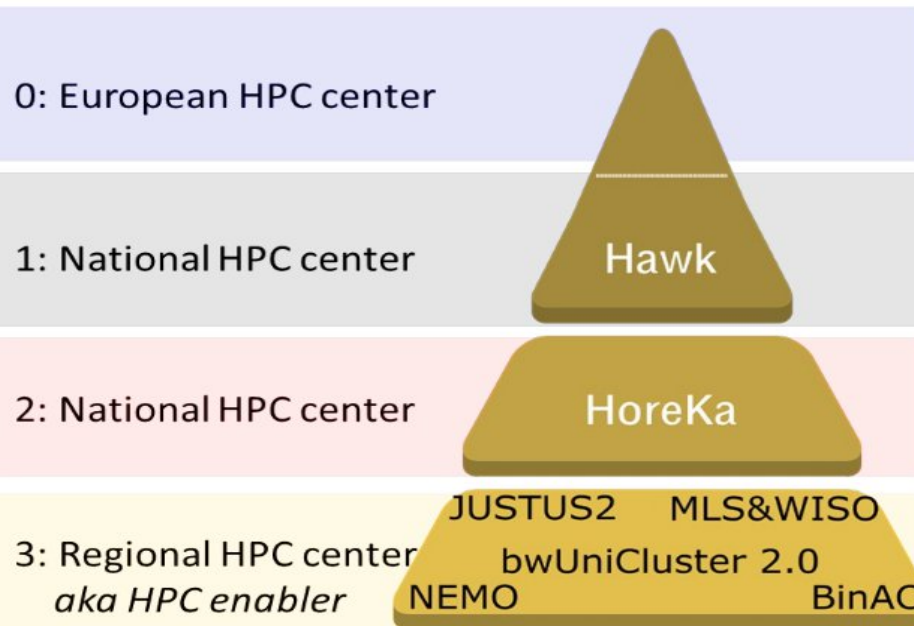 0: European HPC center
1: National HPC center
Hawk
2: National HPC center
HoreKa
3: Regional HPC center
aka HPC enabler
JUSTUS2 MLS&WISO
bwUniCluster 2.0
NEMO BinAC